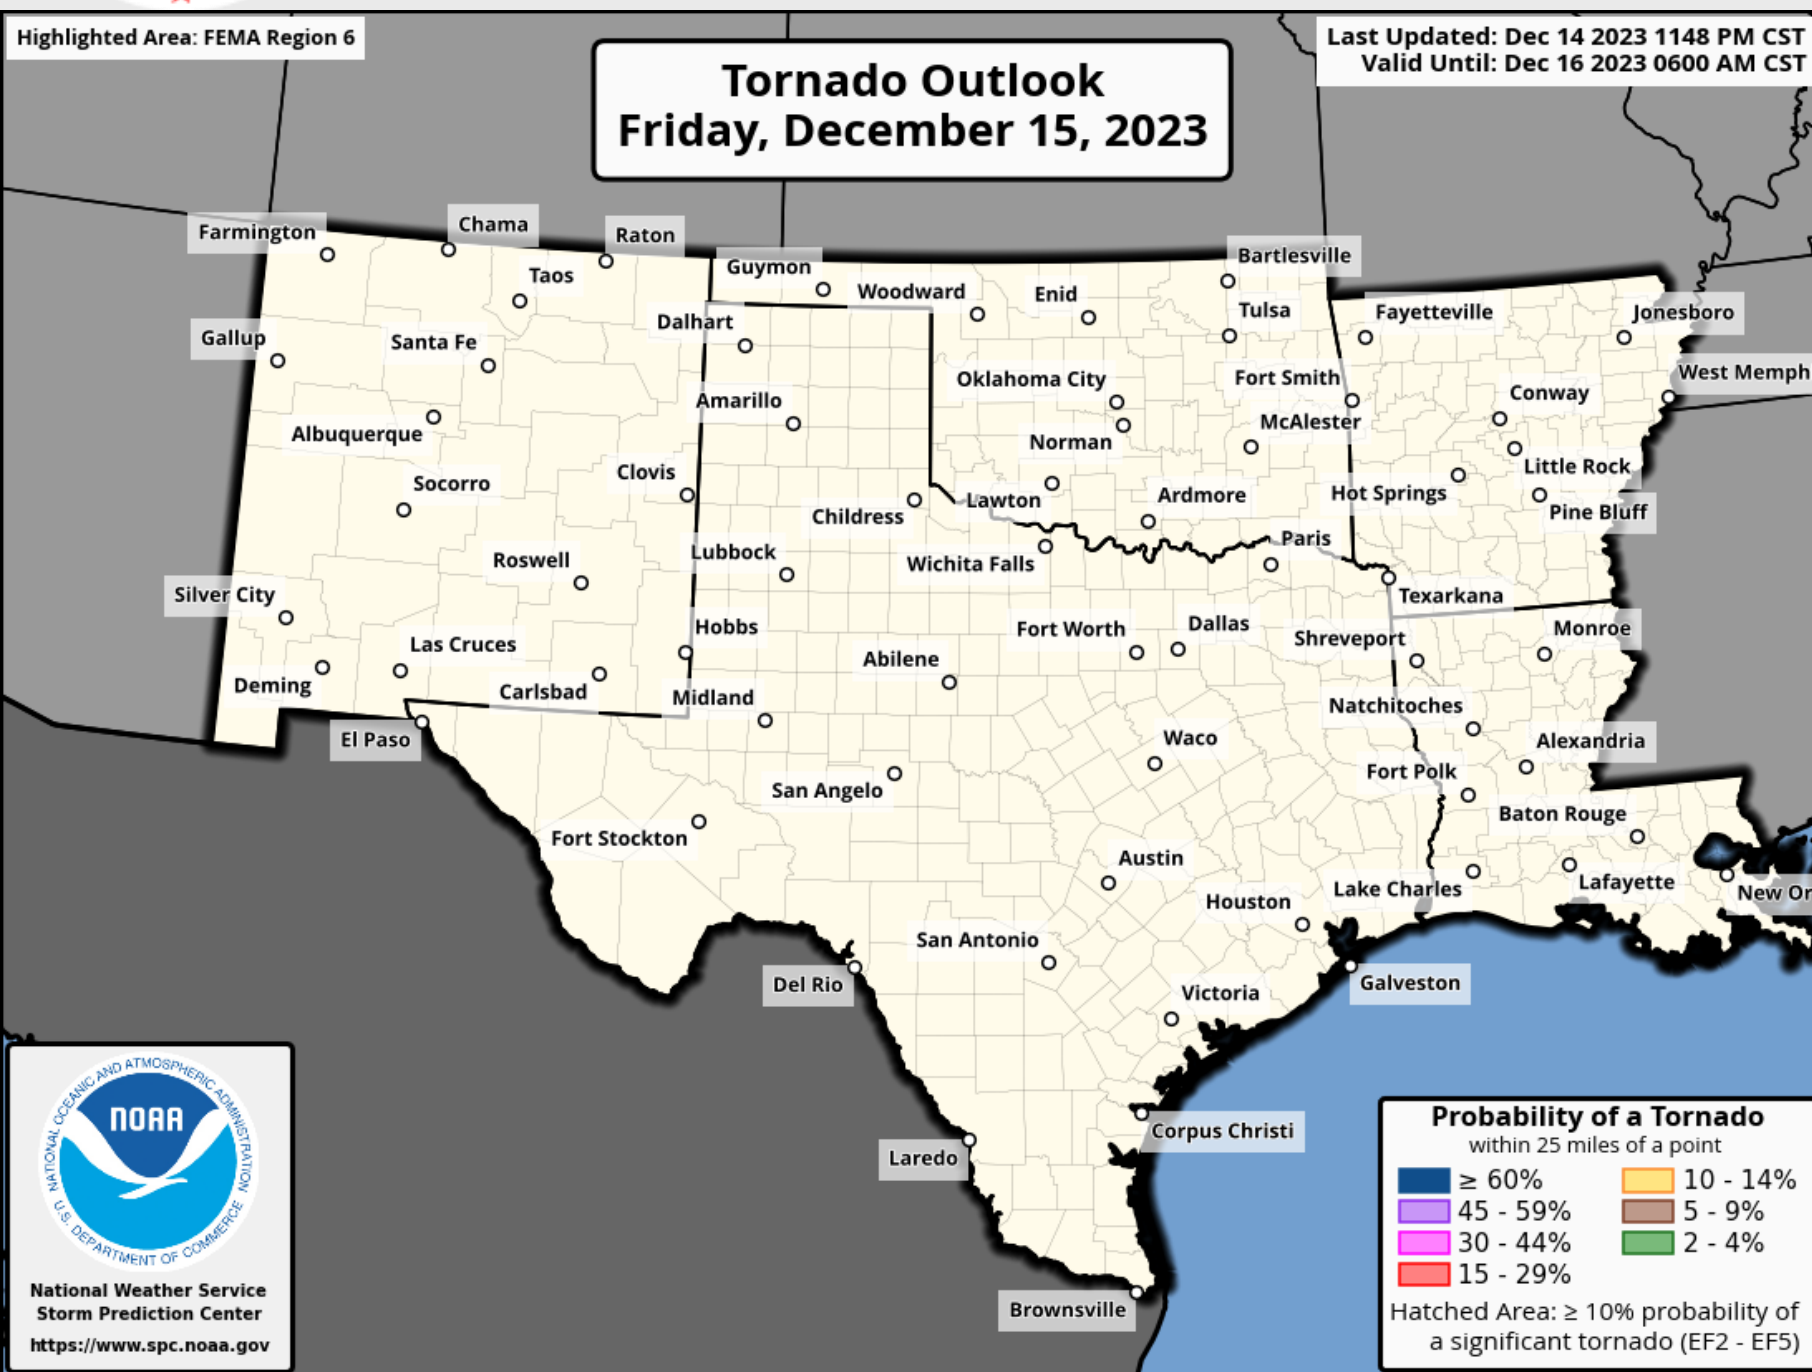 Highlighted Area: FEMA Region 6
Tornado Outlook
Friday, December 15, 2023
Last Updated: Dec 14 2023 1148 PM CST
Valid Until: Dec 16 2023 0600 AM CST
Farmington
Chama
Raton
Taos
Guymon
Woodward
Enid
Bartlesville
Tulsa
Fayetteville
Jonesboro
Gallup
Santa Fe
Dalhart
Oklahoma City
Fort Smith
Conway
West Memph
Albuquerque
Amarillo
Norman
McAlester
Little Rock
Socorro
Clovis
Childress
Lawton
Ardmore
Hot Springs
Pine Bluff
Roswell
Lubbock
Wichita Falls
Paris
Texarkana
Silver City
Las Cruces
Hobbs
Fort Worth
Dallas
Shreveport
Monroe
Deming
Carlsbad
Midland
Abilene
Natchitoches
El Paso
Waco
Alexandria
San Angelo
Fort Polk
Fort Stockton
Baton Rouge
Austin
Houston
Lake Charles
Lafayette
New Or
San Antonio
Del Rio
Victoria
Galveston
Corpus Christi
Laredo
Brownsville
NATIONAL OCEANIC AND ATMOSPHERIC ADMINISTRATION
NOAA
U.S. DEPARTMENT OF COMMERCE
National Weather Service
Storm Prediction Center
https://www.spc.noaa.gov
Probability of a Tornado
within 25 miles of a point
≥ 60%
10 - 14%
45 - 59%
5 - 9%
30 - 44%
2 - 4%
15 - 29%
Hatched Area: ≥ 10% probability of
a significant tornado (EF2 - EF5)